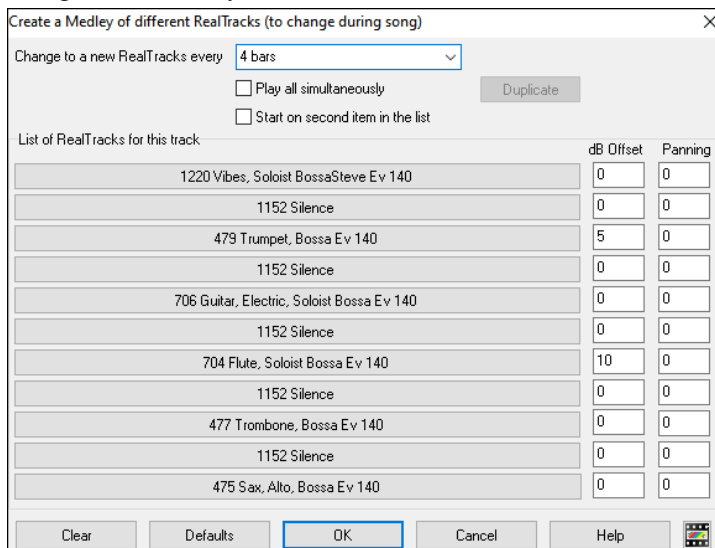 Create a Medley of different RealTracks (to change during song)
Change to a new RealTracks every 4 bars
Play all simultaneously Duplicate
Start on second item in the list
List of RealTracks for this track dB Offset Panning
1220 Vibes, Soloist BossaSteve Ev 140 0 0
1152 Silence 0 0
479 Trumpet, Bossa Ev 140 5 0
1152 Silence 0 0
706 Guitar, Electric, Soloist Bossa Ev 140 0 0
1152 Silence 0 0
704 Flute, Soloist Bossa Ev 140 10 0
1152 Silence 0 0
477 Trombone, Bossa Ev 140 0 0
1152 Silence 0 0
475 Sax, Alto, Bossa Ev 140 0 0
Clear Defaults OK Cancel Help